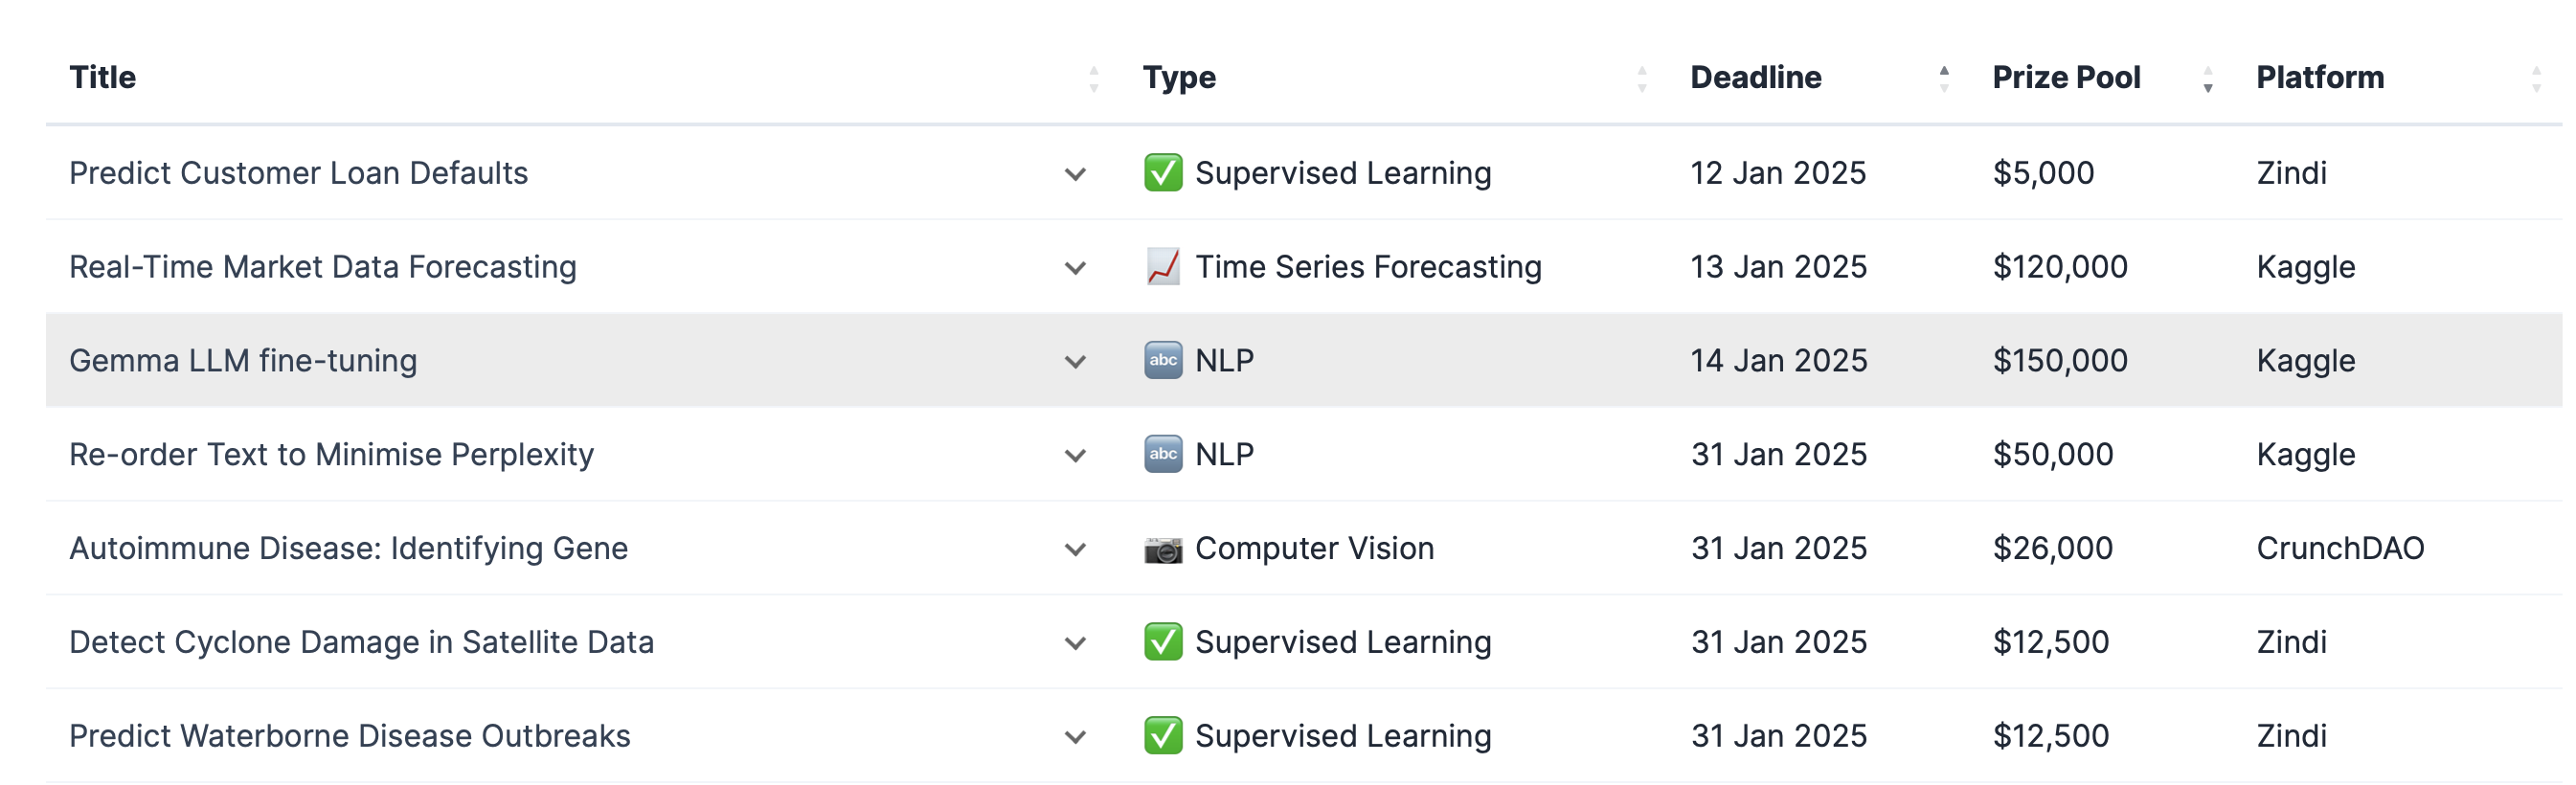 Title Type Deadline Prize Pool Platform
Predict Customer Loan Defaults ✅ Supervised Learning 12 Jan 2025 $5,000 Zindi
Real-Time Market Data Forecasting 📈 Time Series Forecasting 13 Jan 2025 $120,000 Kaggle
Gemma LLM fine-tuning 🔤 NLP 14 Jan 2025 $150,000 Kaggle
Re-order Text to Minimise Perplexity 🔤 NLP 31 Jan 2025 $50,000 Kaggle
Autoimmune Disease: Identifying Gene 📷 Computer Vision 31 Jan 2025 $26,000 CrunchDAO
Detect Cyclone Damage in Satellite Data ✅ Supervised Learning 31 Jan 2025 $12,500 Zindi
Predict Waterborne Disease Outbreaks ✅ Supervised Learning 31 Jan 2025 $12,500 Zindi